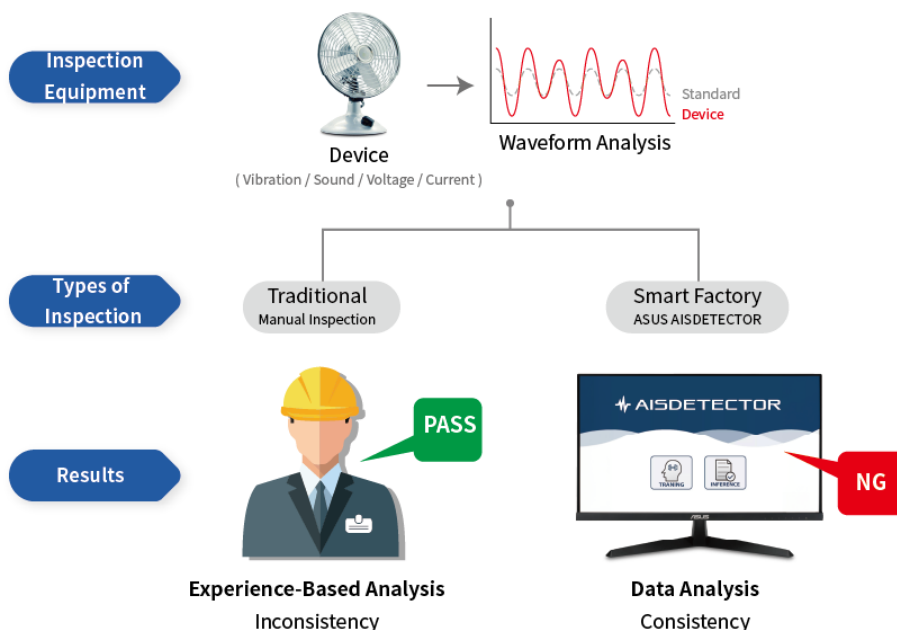 Inspection
Equipment
Standard
Device
Device
Waveform Analysis
( Vibration / Sound / Voltage / Current )
Types of
Inspection
Traditional
Manual Inspection
Smart Factory
ASUS AISDETECTOR
Results
PASS
AISDETECTOR
TRAINING
INFERENCE
NG
ASUS
Experience-Based Analysis
Inconsistency
Data Analysis
Consistency